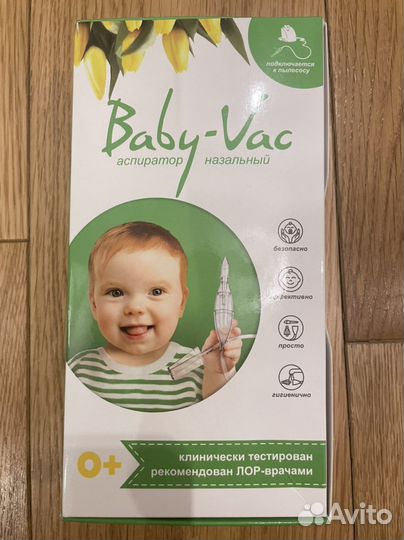 подключается
к пылесосу
Baby-Vac
аспиратор назальный
безопасно
эффективно
просто
гигиенично
0+
клинически тестирован
рекомендован ЛОР-врачами
Avito